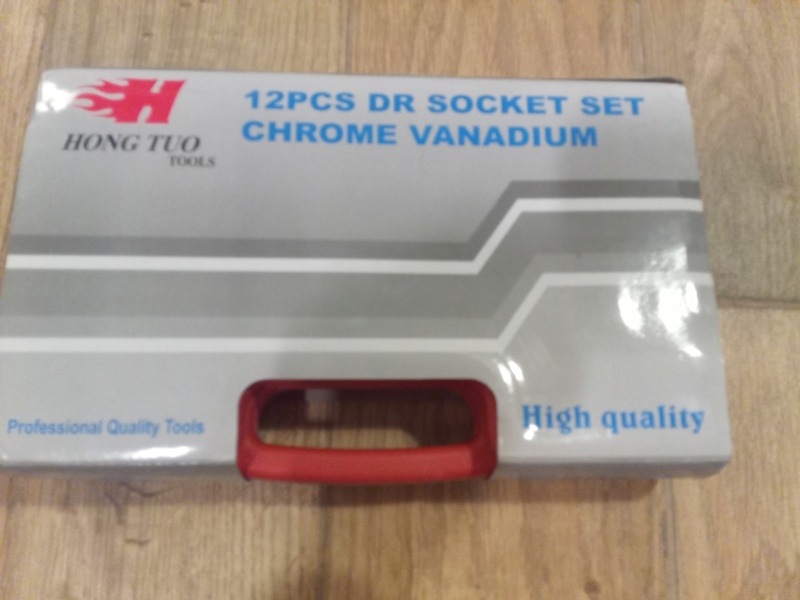 H
HONG TUO
TOOLS
12PCS DR SOCKET SET
CHROME VANADIUM
Professional Quality Tools
High quality